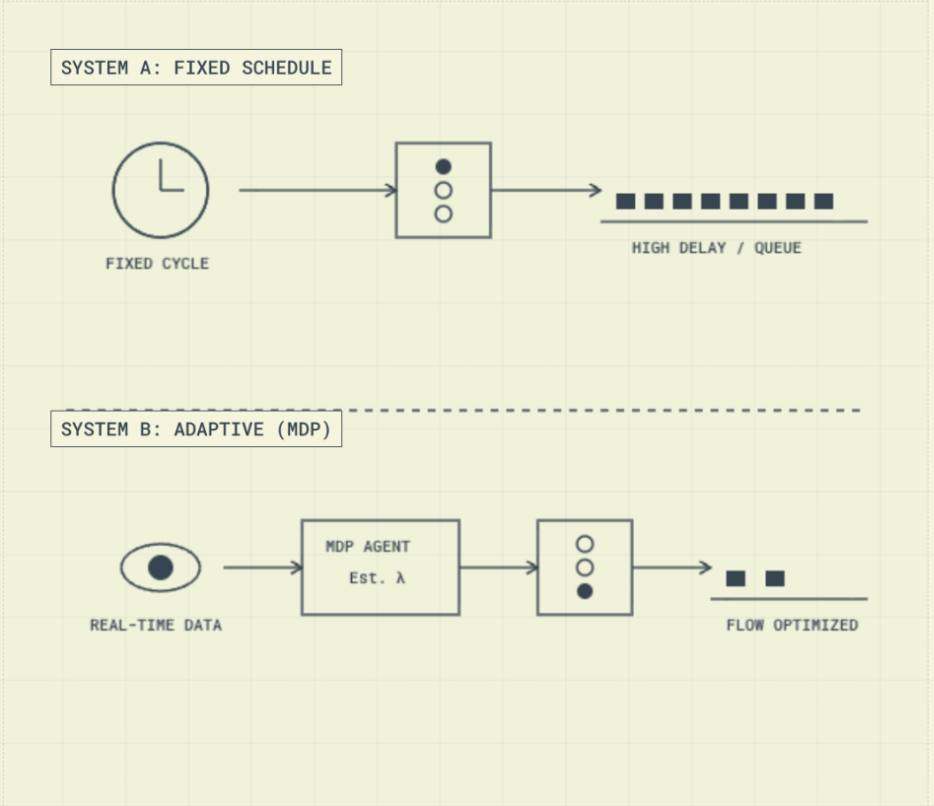 SYSTEM A: FIXED SCHEDULE
FIXED CYCLE
HIGH DELAY / QUEUE
SYSTEM B: ADAPTIVE (MDP)
MDP AGENT
Est. λ
REAL-TIME DATA
FLOW OPTIMIZED